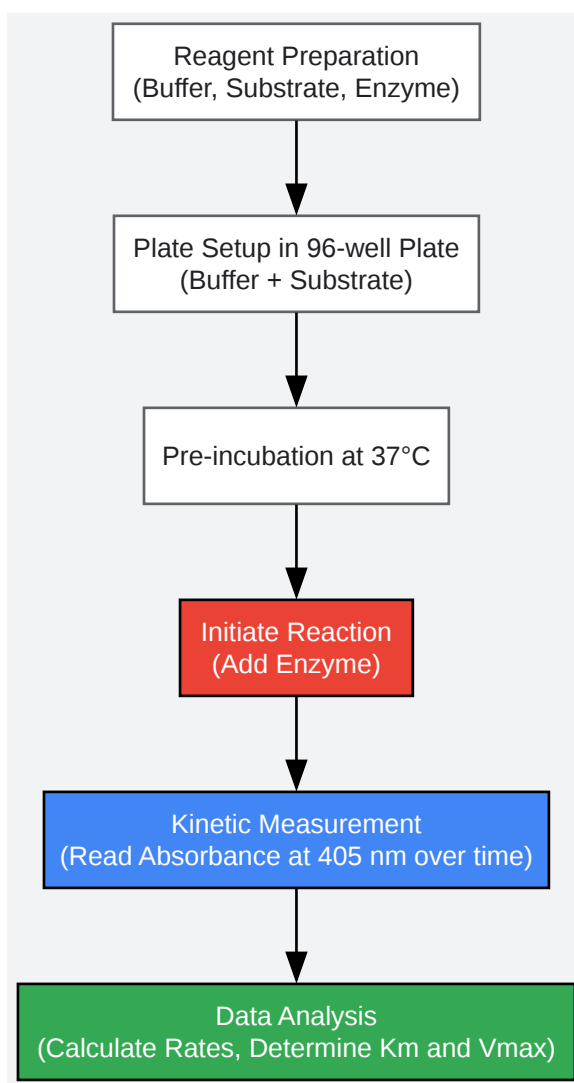 Reagent Preparation
(Buffer, Substrate, Enzyme)
Plate Setup in 96-well Plate
(Buffer + Substrate)
Pre-incubation at 37°C
Initiate Reaction
(Add Enzyme)
Kinetic Measurement
(Read Absorbance at 405 nm over time)
Data Analysis
(Calculate Rates, Determine Km and Vmax)